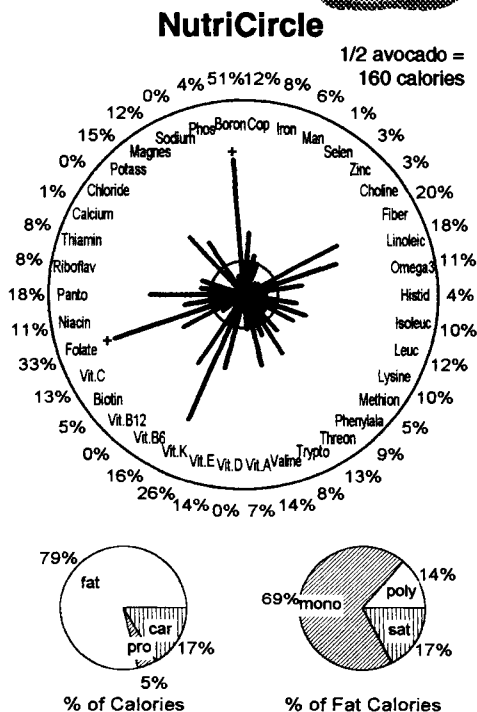 NutriCircle
1/2 avocado =
160 calories
51%
12%
8%
6%
1%
3%
3%
20%
18%
11%
4%
10%
12%
10%
5%
9%
13%
8%
14%
7%
0%
14%
26%
16%
0%
5%
13%
33%
11%
18%
8%
8%
1%
0%
15%
12%
0%
4%
Boron
Cop
Iron
Man
Selen
Zinc
Choline
Fiber
Linoleic
Omega3
Histid
Isoleuc
Leuc
Lysine
Methion
Phenylala
Threon
Trypto
Valine
Vit.A
Vit.D
Vit.E
Vit.K
Vit.B6
Vit.B12
Biotin
Vit.C
Folate
Niacin
Panto
Riboflav
Thiamin
Calcium
Chloride
Potass
Magnes
Sodium
Phos
+
+
79%
fat
car
pro
17%
5%
% of Calories
69%
mono
14%
poly
sat
17%
% of Fat Calories